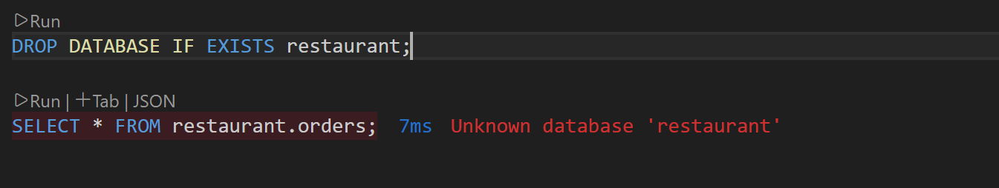 ▷Run
DROP DATABASE IF EXISTS restaurant;
▷Run | +Tab | JSON
SELECT * FROM restaurant.orders; 7ms Unknown database 'restaurant'